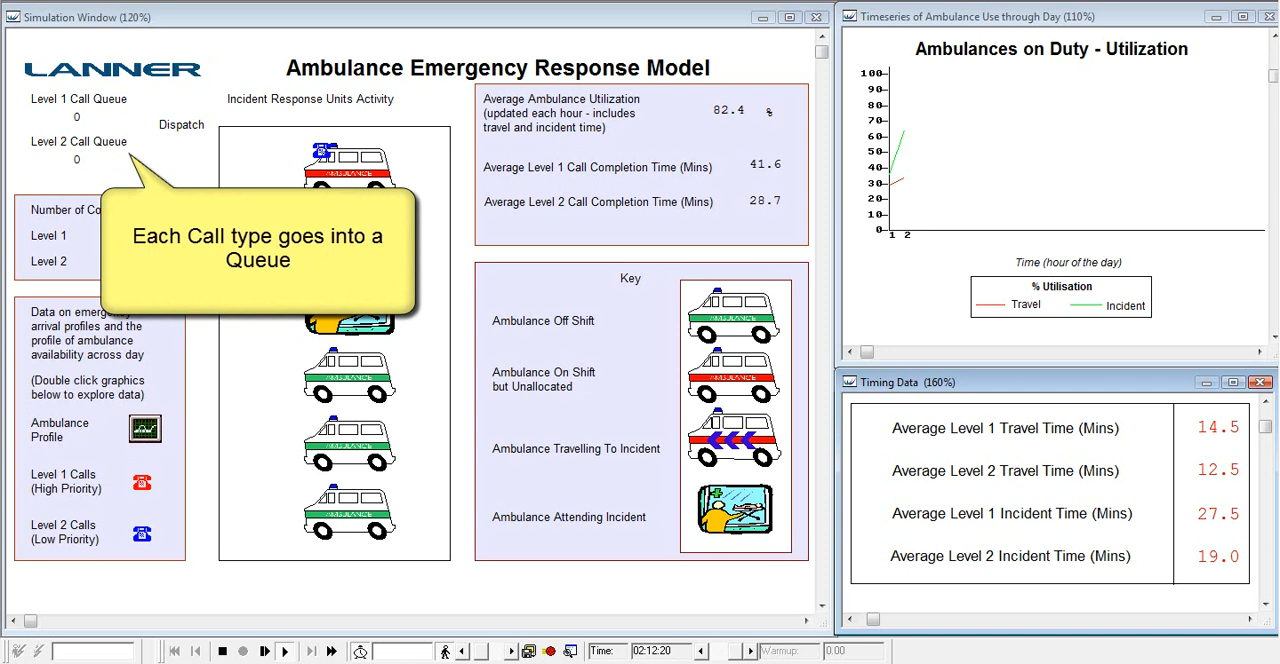 Simulation Window (120%)
LANNER
Ambulance Emergency Response Model
Level 1 Call Queue
0
Level 2 Call Queue
0
Dispatch
Incident Response Units Activity
AMBULANCE
Each Call type goes into a
Queue
Number of Co
Level 1
Level 2
Data on emergency
arrival profiles and the
profile of ambulance
availability across day
(Double click graphics
below to explore data)
Ambulance
Profile
Level 1 Calls
(High Priority)
Level 2 Calls
(Low Priority)
AMBULANCE
AMBULANCE
AMBULANCE
Average Ambulance Utilization
(updated each hour - includes
travel and incident time)
82.4 %
Average Level 1 Call Completion Time (Mins) 41.6
Average Level 2 Call Completion Time (Mins) 28.7
Key
Ambulance Off Shift
AMBULANCE
Ambulance On Shift
but Unallocated
AMBULANCE
Ambulance Travelling To Incident
Ambulance Attending Incident
Timeseries of Ambulance Use through Day (110%)
Ambulances on Duty - Utilization
100
90
80
70
60
50
40
30
20
10
0
1 2
Time (hour of the day)
% Utilisation
Travel Incident
Timing Data (160%)
Average Level 1 Travel Time (Mins) 14.5
Average Level 2 Travel Time (Mins) 12.5
Average Level 1 Incident Time (Mins) 27.5
Average Level 2 Incident Time (Mins) 19.0
Time: 02:12:20 Warmup: 0.00